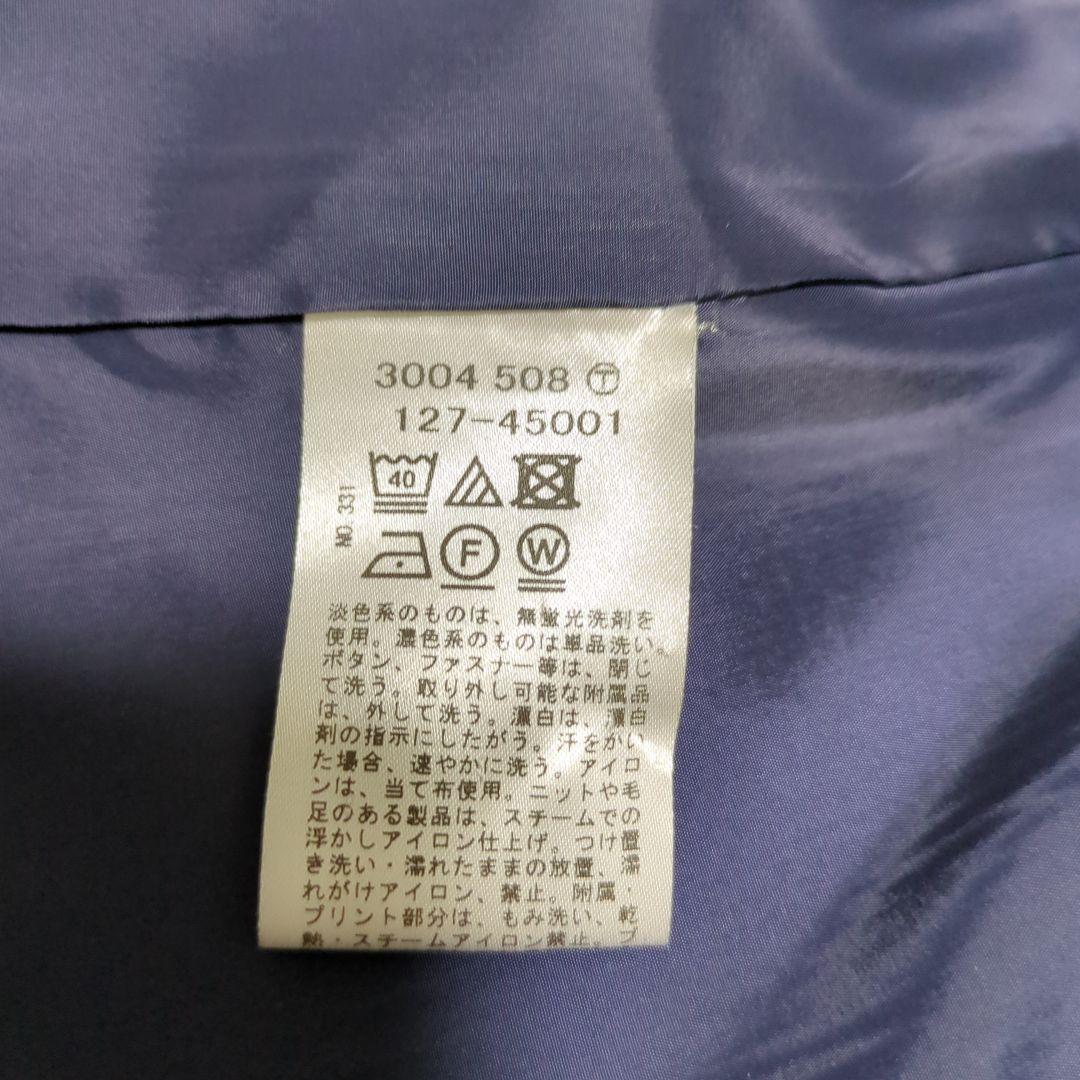 3004 508 〶
127-45001
NO.331
40
F W
淡色系のものは、無蛍光洗剤を
使用。濃色系のものは単品洗い。
ボタン、ファスナー等は、閉じ
て洗う。取り外し可能な附属品
は、外して洗う。漂白は、漂白
剤の指示にしたがう。汗をかい
た場合、速やかに洗う。アイロ
ンは、当て布使用。ニットや毛
足のある製品は、スチームでの
浮かしアイロン仕上げ。つけ置
き洗い・濡れたままの放置、濡
れがけアイロン、禁止。附属・
プリント部分は、もみ洗い、乾
熱・スチームアイロン禁止。プ